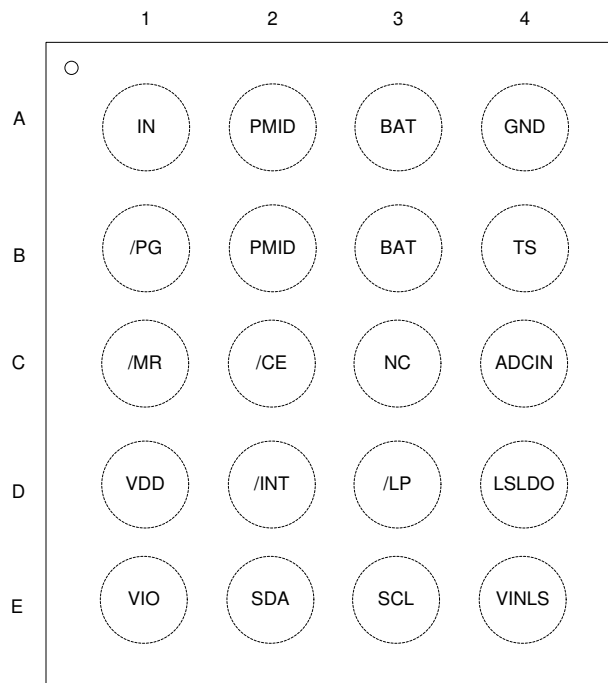 1 2 3 4
A IN PMID BAT GND
B /PG PMID BAT TS
C /MR /CE NC ADCIN
D VDD /INT /LP LSLDO
E VIO SDA SCL VINLS